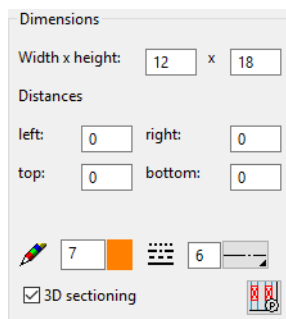 Dimensions
Width x height: 12 x 18
Distances
left: 0 right: 0
top: 0 bottom: 0
7 6
3D sectioning
P